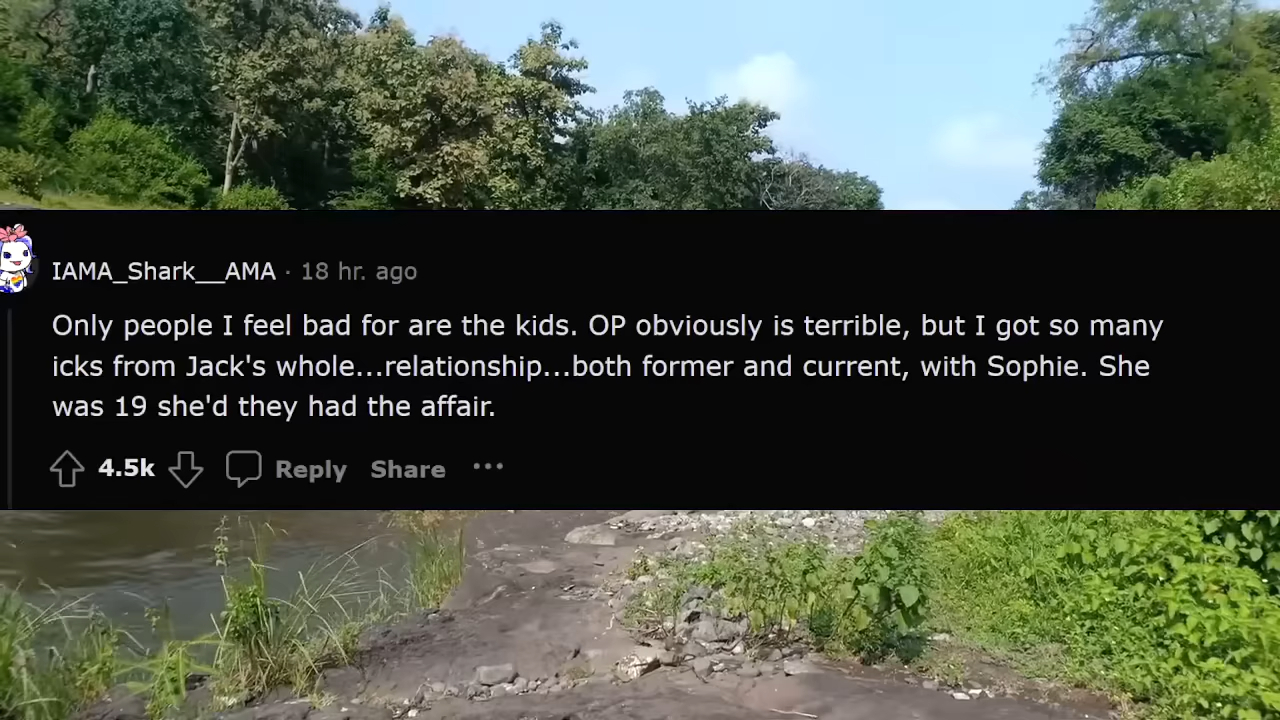 IAMA_Shark__AMA · 18 hr. ago
Only people I feel bad for are the kids. OP obviously is terrible, but I got so many
icks from Jack's whole...relationship...both former and current, with Sophie. She
was 19 she'd they had the affair.
4.5k Reply Share ···